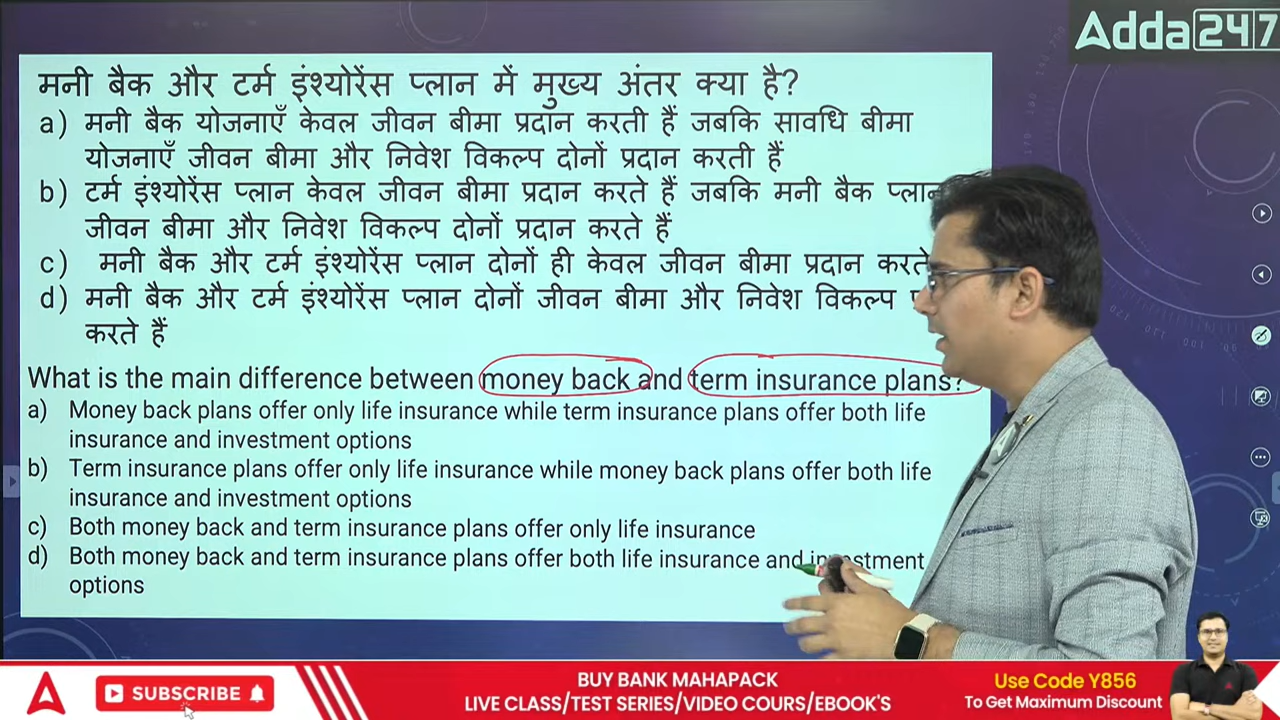 Adda247
मनी बैक और टर्म इंश्योरेंस प्लान में मुख्य अंतर क्या है?
a) मनी बैक योजनाएँ केवल जीवन बीमा प्रदान करती हैं जबकि सावधि बीमा
योजनाएँ जीवन बीमा और निवेश विकल्प दोनों प्रदान करती हैं
b) टर्म इंश्योरेंस प्लान केवल जीवन बीमा प्रदान करते हैं जबकि मनी बैक प्लान
जीवन बीमा और निवेश विकल्प दोनों प्रदान करते हैं
c) मनी बैक और टर्म इंश्योरेंस प्लान दोनों ही केवल जीवन बीमा प्रदान करते
d) मनी बैक और टर्म इंश्योरेंस प्लान दोनों जीवन बीमा और निवेश विकल्प
करते हैं
What is the main difference between money back and term insurance plans?
a) Money back plans offer only life insurance while term insurance plans offer both life
insurance and investment options
b) Term insurance plans offer only life insurance while money back plans offer both life
insurance and investment options
c) Both money back and term insurance plans offer only life insurance
d) Both money back and term insurance plans offer both life insurance and investment
options
SUBSCRIBE
BUY BANK MAHAPACK
LIVE CLASS/TEST SERIES/VIDEO COURS/EBOOK'S
Use Code Y856
To Get Maximum Discount